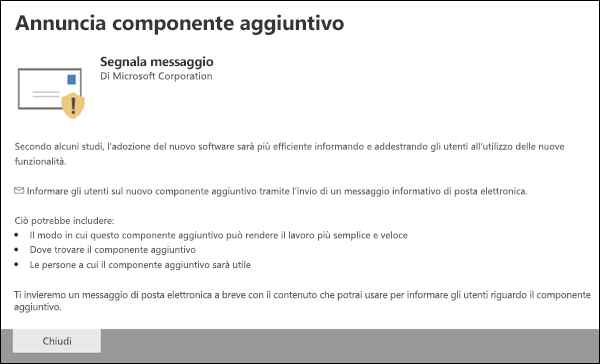 Annuncia componente aggiuntivo
Segnala messaggio
Di Microsoft Corporation
Secondo alcuni studi, l'adozione del nuovo software sarà più efficiente informando e addestrando gli utenti all'utilizzo delle nuove
funzionalità.
Informare gli utenti sul nuovo componente aggiuntivo tramite l'invio di un messaggio informativo di posta elettronica.
Ciò potrebbe includere:
• Il modo in cui questo componente aggiuntivo può rendere il lavoro più semplice e veloce
• Dove trovare il componente aggiuntivo
• Le persone a cui il componente aggiuntivo sarà utile
Ti invieremo un messaggio di posta elettronica a breve con il contenuto che potrai usare per informare gli utenti riguardo il componente
aggiuntivo.
Chiudi